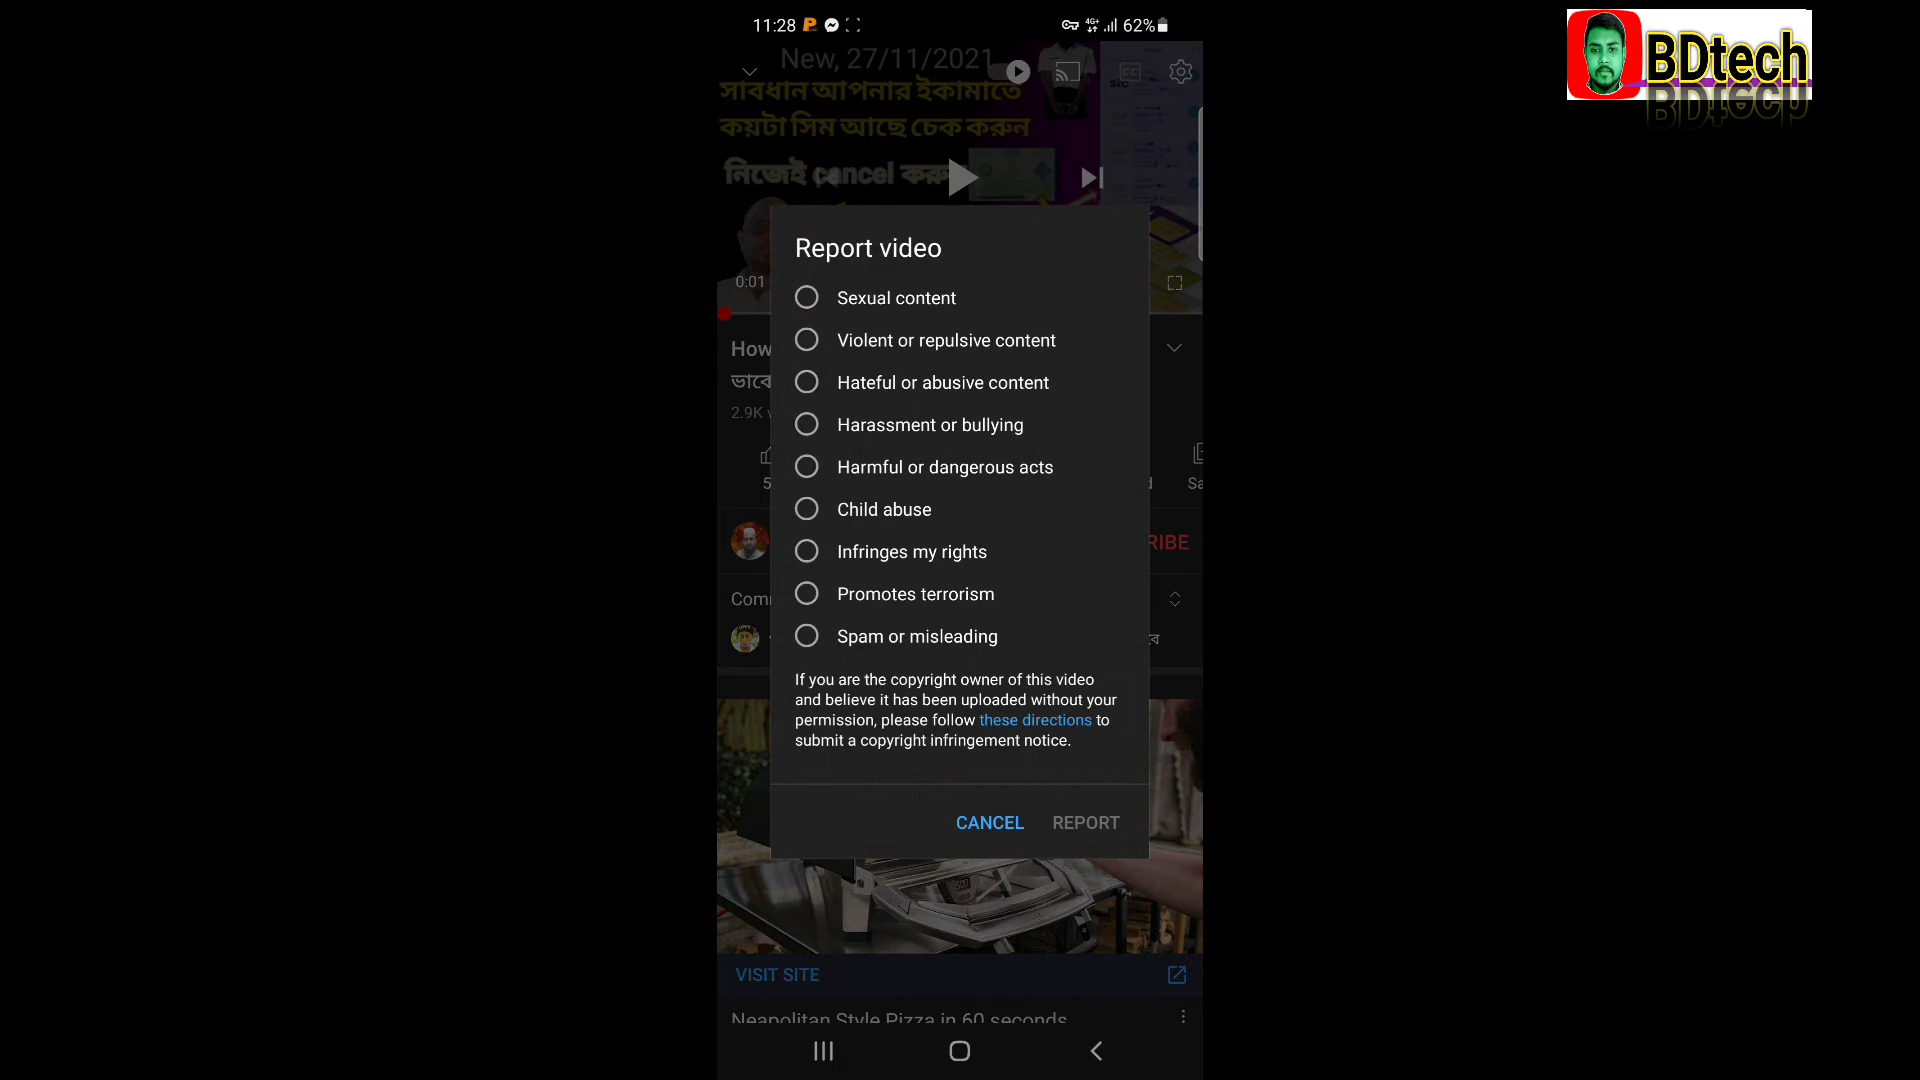 11:28
4G+
62%
BDtech
New, 27/11/2021
সাবধান আপনার ইকামাতে
কয়টা সিম আছে চেক করুন
নিজেই cancel করু
stc
0:01
Report video
Sexual content
Violent or repulsive content
Hateful or abusive content
Harassment or bullying
Harmful or dangerous acts
Child abuse
Infringes my rights
Promotes terrorism
Spam or misleading
If you are the copyright owner of this video
and believe it has been uploaded without your
permission, please follow these directions to
submit a copyright infringement notice.
CANCEL REPORT
How
ভাবে
2.9K
5
Sa
RIBE
Com
VISIT SITE
Neapolitan Style Pizza in 60 seconds